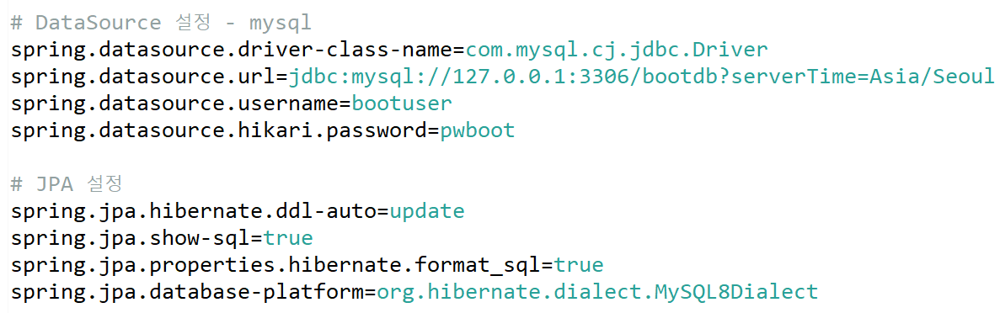 # DataSource 설정 - mysql
spring.datasource.driver-class-name=com.mysql.cj.jdbc.Driver
spring.datasource.url=jdbc:mysql://127.0.0.1:3306/bootdb?serverTime=Asia/Seoul
spring.datasource.username=bootuser
spring.datasource.hikari.password=pwboot
# JPA 설정
spring.jpa.hibernate.ddl-auto=update
spring.jpa.show-sql=true
spring.jpa.properties.hibernate.format_sql=true
spring.jpa.database-platform=org.hibernate.dialect.MySQL8Dialect